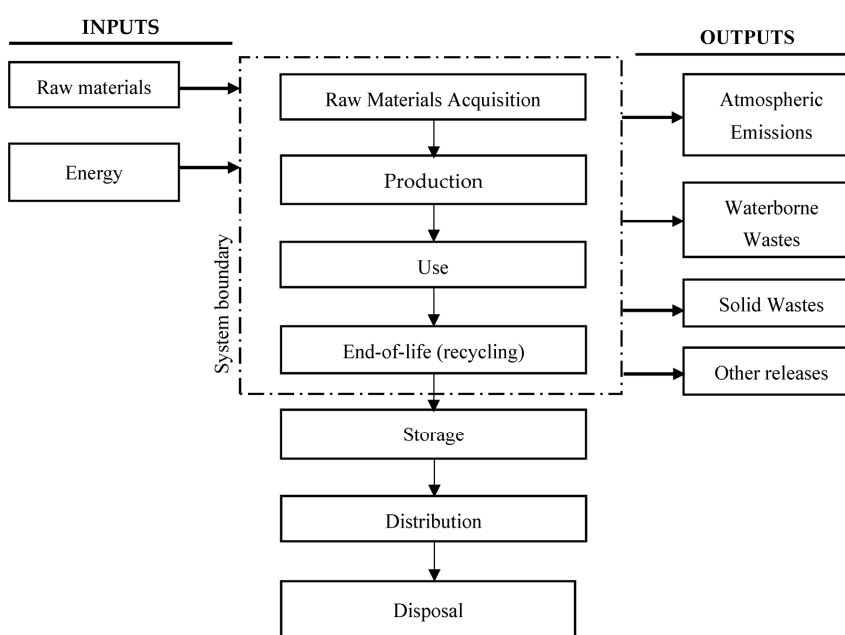 INPUTS
Raw materials
Energy
System boundary
Raw Materials Acquisition
Production
Use
End-of-life (recycling)
Storage
Distribution
Disposal
OUTPUTS
Atmospheric
Emissions
Waterborne
Wastes
Solid Wastes
Other releases